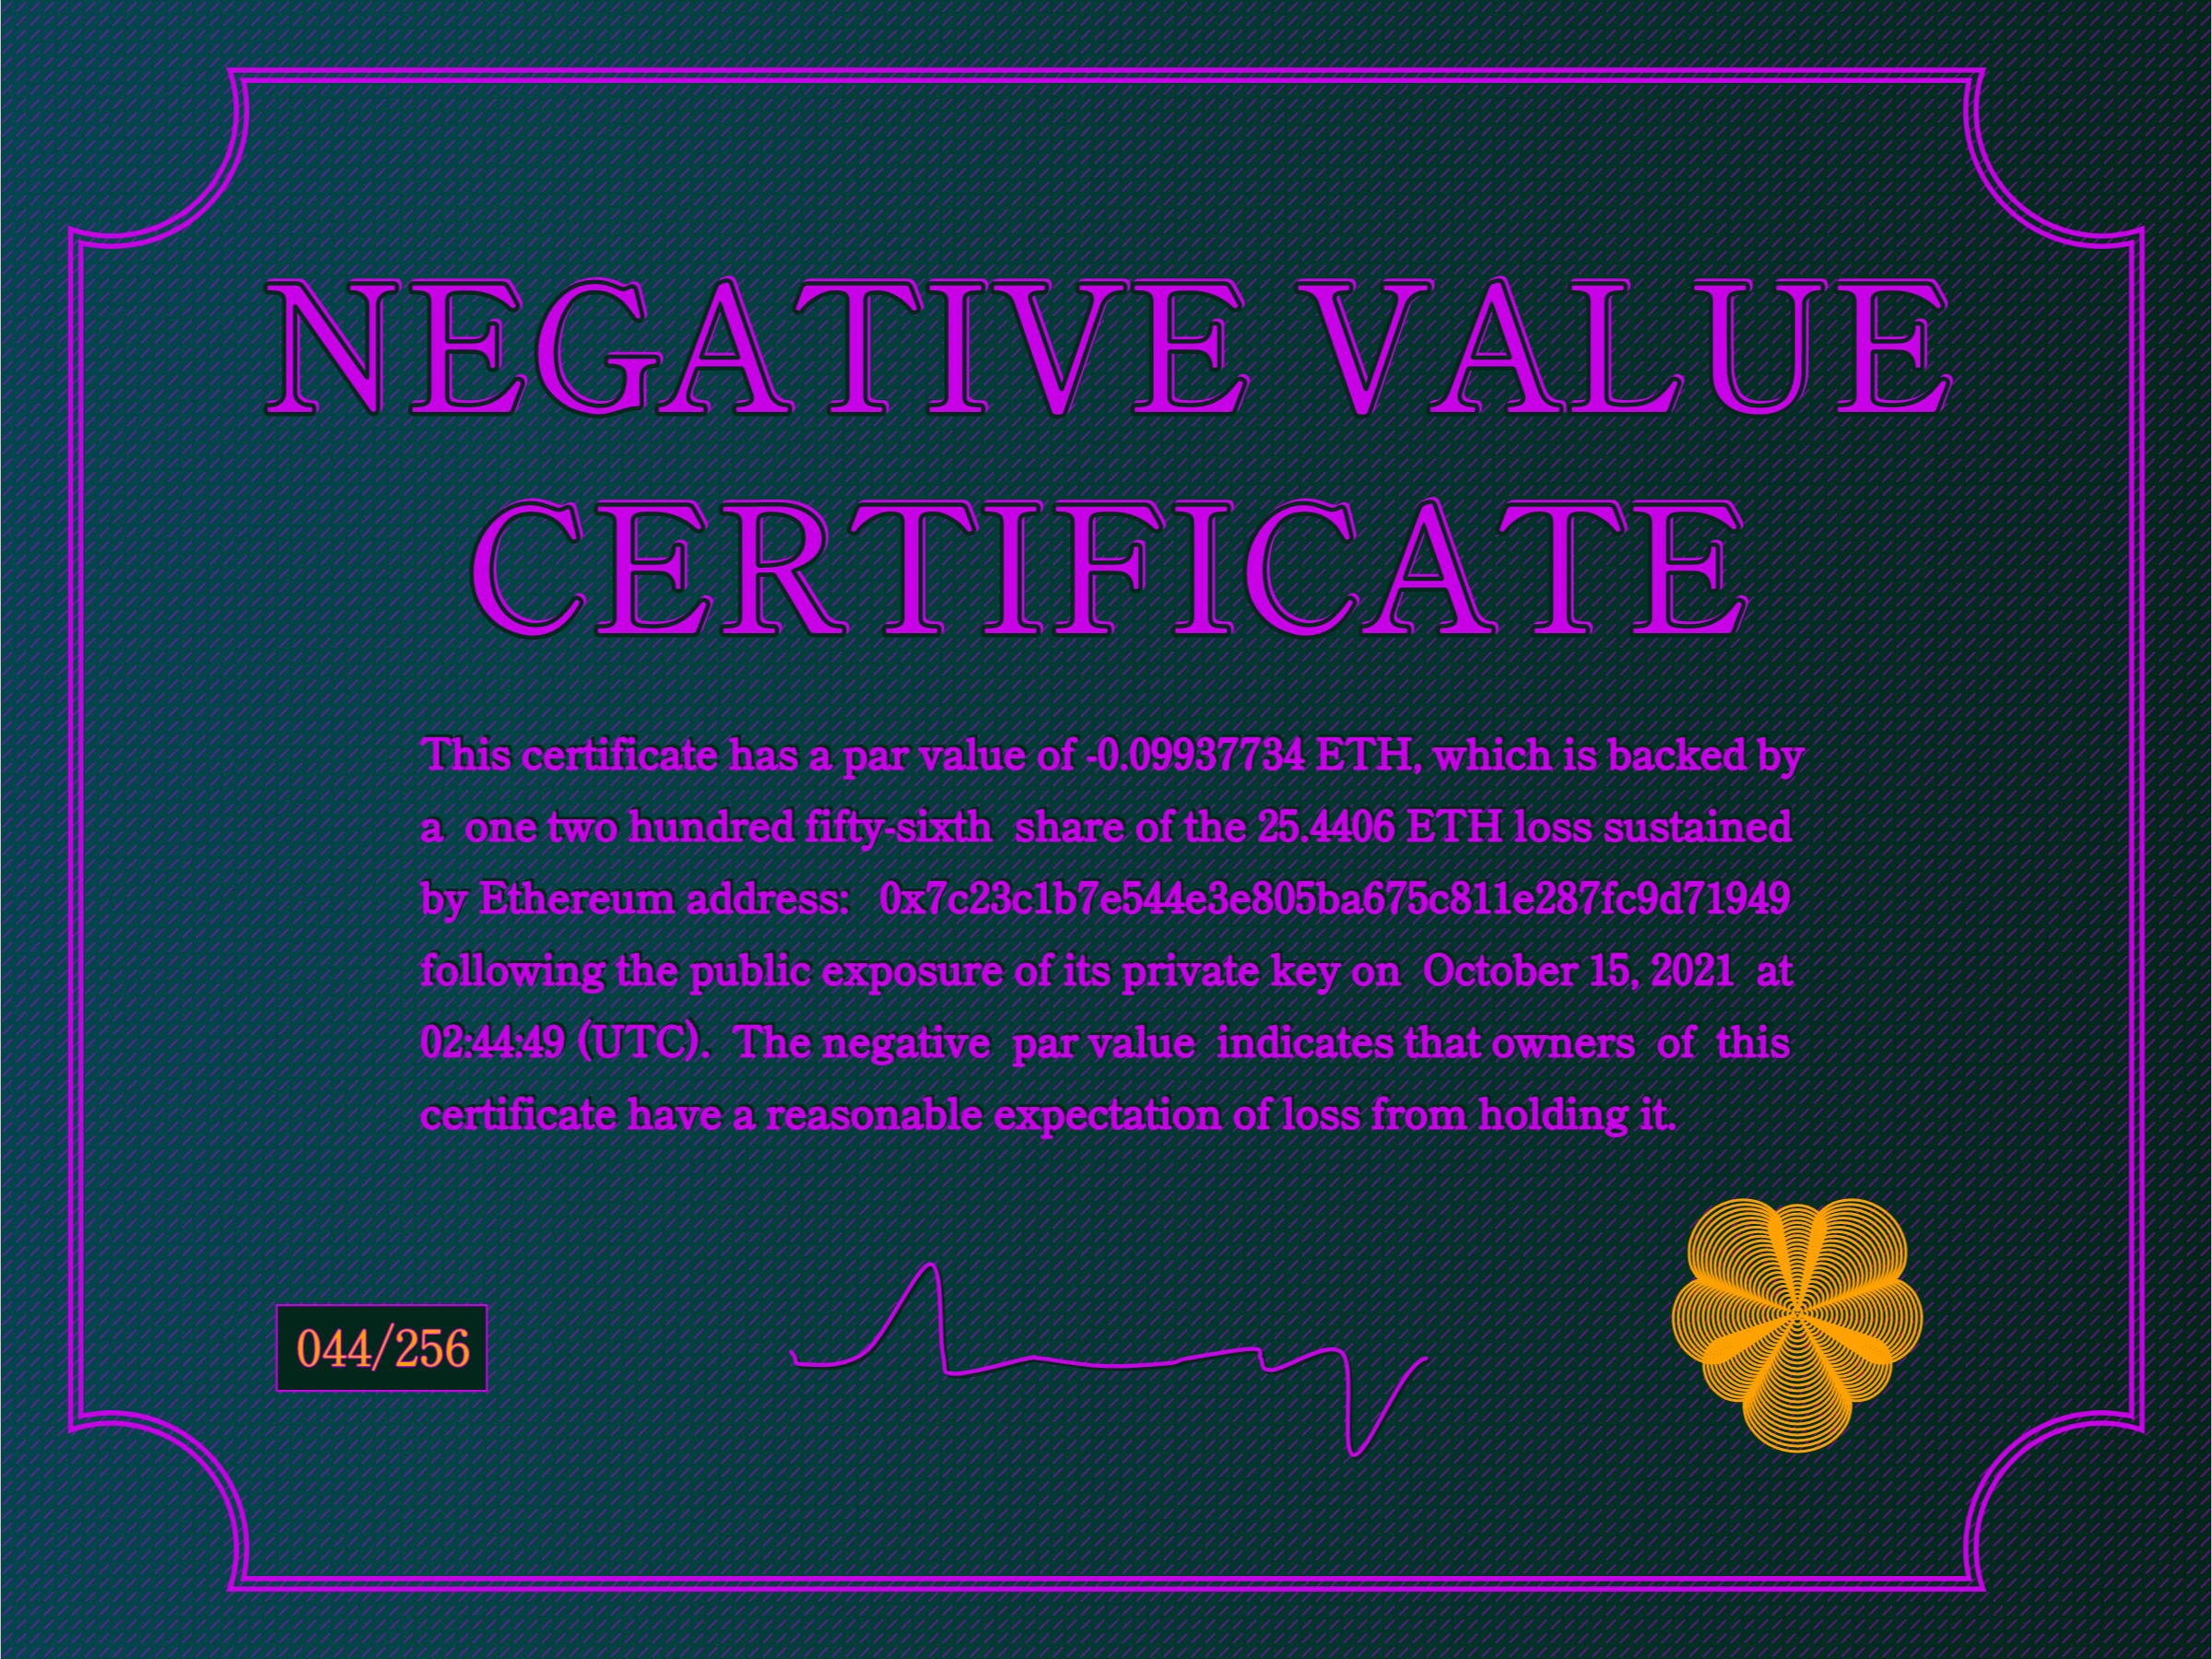 NEGATIVE VALUE
CERTIFICATE
This certificate has a par value of -0.09937734 ETH, which is backed by
a one two hundred fifty-sixth share of the 25.4406 ETH loss sustained
by Ethereum address: 0x7c23c1b7e544e3e805ba675c811e287fc9d71949
following the public exposure of its private key on October 15, 2021 at
02:44:49 (UTC). The negative par value indicates that owners of this
certificate have a reasonable expectation of loss from holding it.
044/256